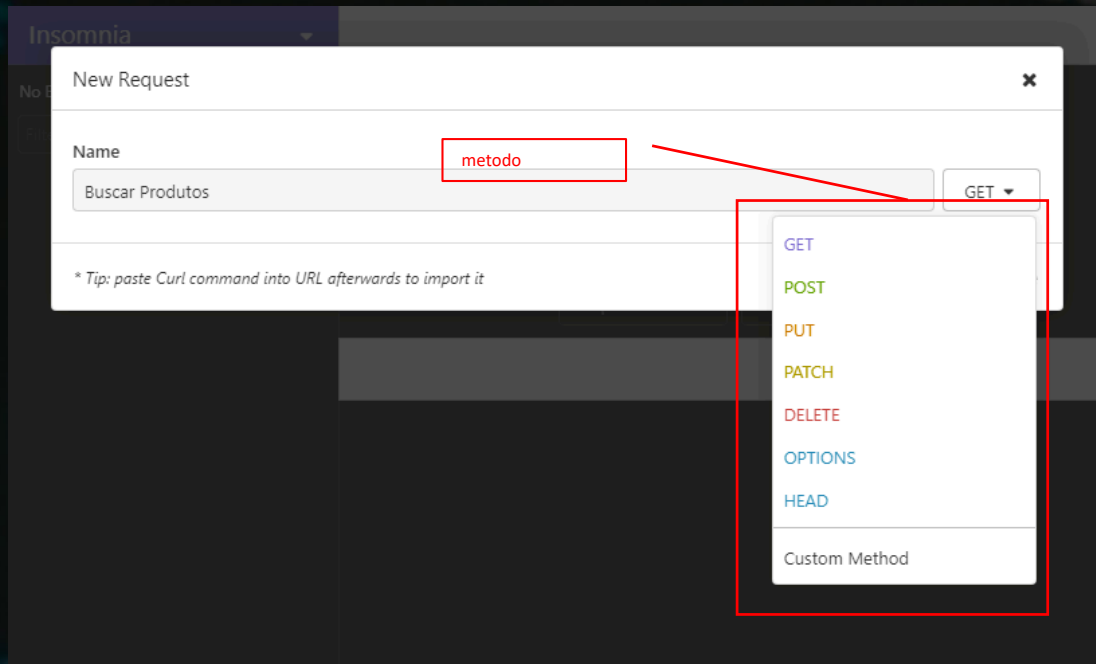 Insomnia
New Request
No E
Name
metodo
Buscar Produtos
GET
GET
* Tip: paste Curl command into URL afterwards to import it
POST
PUT
PATCH
DELETE
OPTIONS
HEAD
Custom Method